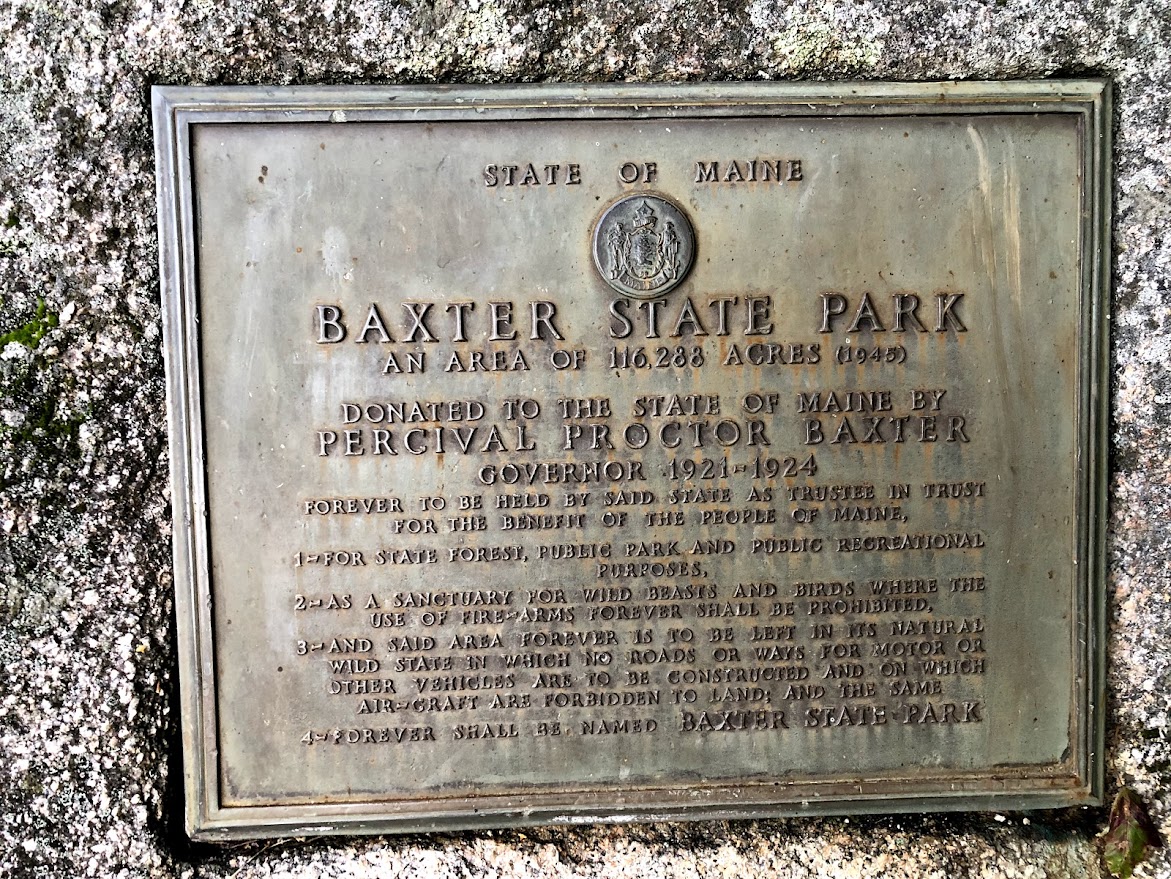 STATE OF MAINE
MAINE
BAXTER STATE PARK
AN AREA OF 116,288 ACRES (1945)
DONATED TO THE STATE OF MAINE BY
PERCIVAL PROCTOR BAXTER
GOVERNOR 1921-1924
FOREVER TO BE HELD BY SAID STATE AS TRUSTEE IN TRUST
FOR THE BENEFIT OF THE PEOPLE OF MAINE,
1-FOR STATE FOREST, PUBLIC PARK AND PUBLIC RECREATIONAL
PURPOSES,
2-AS A SANCTUARY FOR WILD BEASTS AND BIRDS WHERE THE
USE OF FIRE-ARMS FOREVER SHALL BE PROHIBITED,
3-AND SAID AREA FOREVER IS TO BE LEFT IN ITS NATURAL
WILD STATE IN WHICH NO ROADS OR WAYS FOR MOTOR OR
OTHER VEHICLES ARE TO BE CONSTRUCTED AND ON WHICH
AIR-CRAFT ARE FORBIDDEN TO LAND; AND THE SAME
4-FOREVER SHALL BE NAMED BAXTER STATE PARK